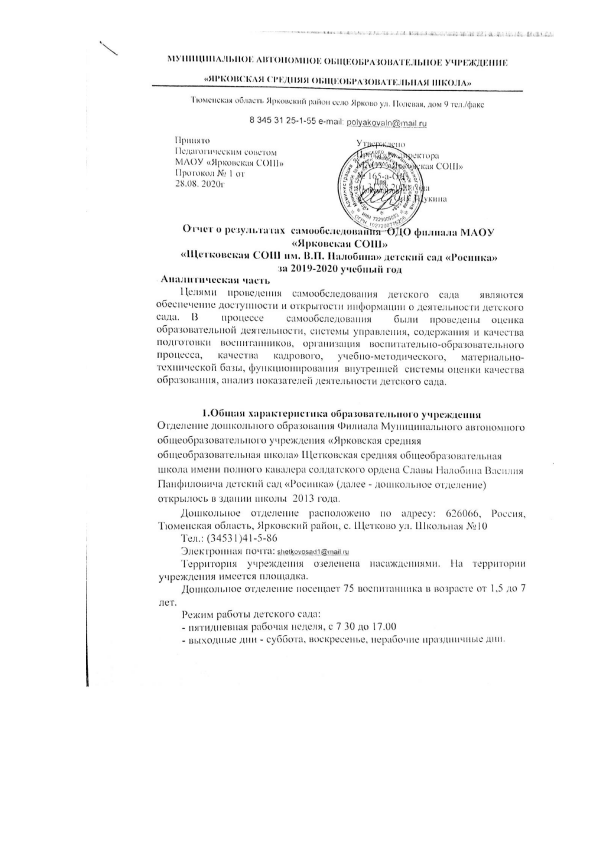 МУНИЦИПАЛЬНОЕ АВТОНОМНОЕ ОБЩЕОБРАЗОВАТЕЛЬНОЕ УЧРЕЖДЕНИЕ
«ЯРКОВСКАЯ СРЕДНЯЯ ОБЩЕОБРАЗОВАТЕЛЬНАЯ ШКОЛА»
Тюменская область Ярковский район село Ярково ул. Полевая, дом 9 тел./факс
8 345 31 25-1-55 e-mail: polyakovaln@mail.ru
Принято
Педагогическим советом
МАОУ «Ярковская СОШ»
Протокол № 1 от
28.08. 2020г
Утверждено
директора
МАОУ «Ярковская СОШ»
№ 165-а-ОД
Щукина
Отчет о результатах самообследования ОДО филиала МАОУ
«Ярковская СОШ»
«Щетковская СОШ им. В.П. Налобина» детский сад «Росинка»
за 2019-2020 учебный год
Аналитическая часть
Целями проведения самообследования детского сада являются
обеспечение доступности и открытости информации о деятельности детского
сада. В процессе самообследования были проведены оценка
образовательной деятельности, системы управления, содержания и качества
подготовки воспитанников, организация воспитательно-образовательного
процесса, качества кадрового, учебно-методического, материально-
технической базы, функционирования внутренней системы оценки качества
образования, анализ показателей деятельности детского сада.
1.Общая характеристика образовательного учреждения
Отделение дошкольного образования Филиала Муниципального автономного
общеобразовательного учреждения «Ярковская средняя
общеобразовательная школа» Щетковская средняя общеобразовательная
школа имени полного кавалера солдатского ордена Славы Налобина Василия
Панфиловича детский сад «Росинка» (далее - дошкольное отделение)
открылось в здании школы 2013 года.
Дошкольное отделение расположено по адресу: 626066, Россия,
Тюменская область, Ярковский район, с. Щетково ул. Школьная №10
Тел.: (34531)41-5-86
Электронная почта: shetkovosad1@mail.ru
Территория учреждения озеленена насаждениями. На территории
учреждения имеется площадка.
Дошкольное отделение посещает 75 воспитанника в возрасте от 1,5 до 7
лет.
Режим работы детского сада:
- пятидневная рабочая неделя, с 7 30 до 17.00
- выходные дни - суббота, воскресенье, нерабочие праздничные дни.